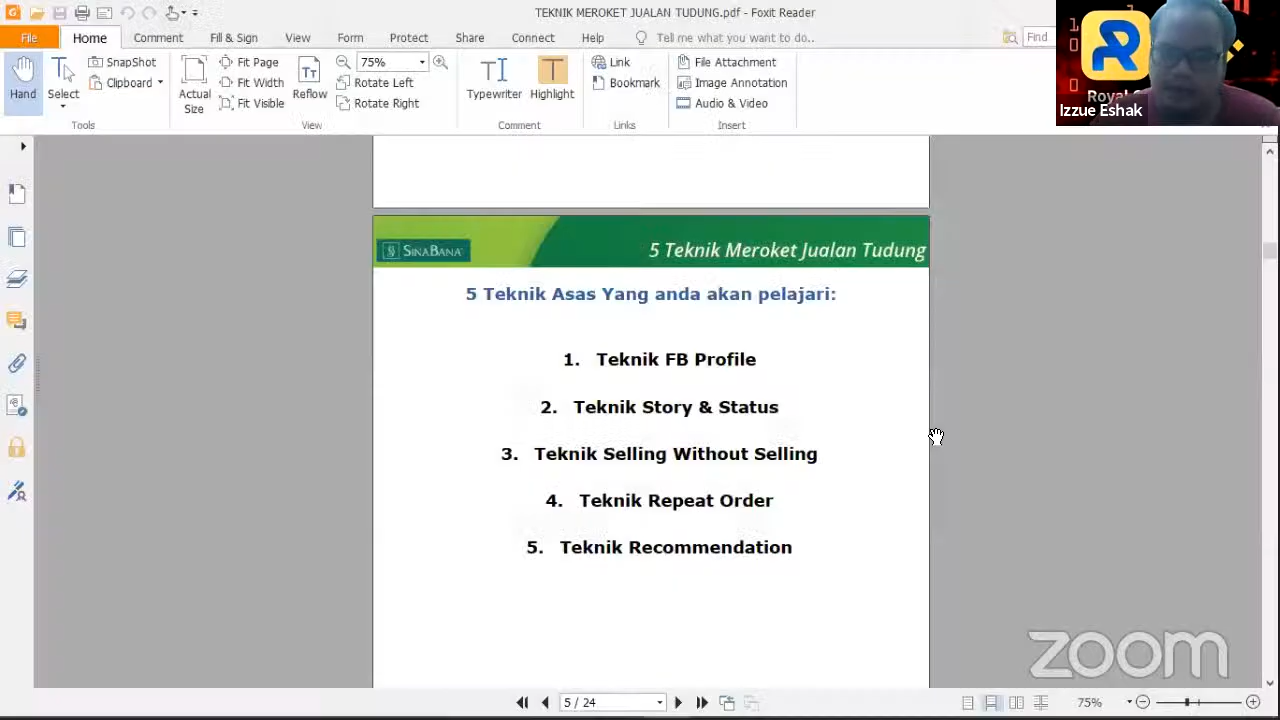 TEKNIK MEROKET JUALAN TUDUNG.pdf - Foxit Reader
File Home Comment Fill & Sign View Form Protect Share Connect Help Tell me what you want to do.. Find
Hand
Select
SnapShot
Clipboard
Tools
Actual Size
Fit Page
Fit Width
Fit Visible
Reflow
75%
Rotate Left
Rotate Right
View
Typewriter
Highlight
Comment
Link
Bookmark
Links
File Attachment
Image Annotation
Audio & Video
Insert
Izzue Eshak
SINABANA
5 Teknik Meroket Jualan Tudung
5 Teknik Asas Yang anda akan pelajari:
1. Teknik FB Profile
2. Teknik Story & Status
3. Teknik Selling Without Selling
4. Teknik Repeat Order
5. Teknik Recommendation
zoom
5 / 24
75%